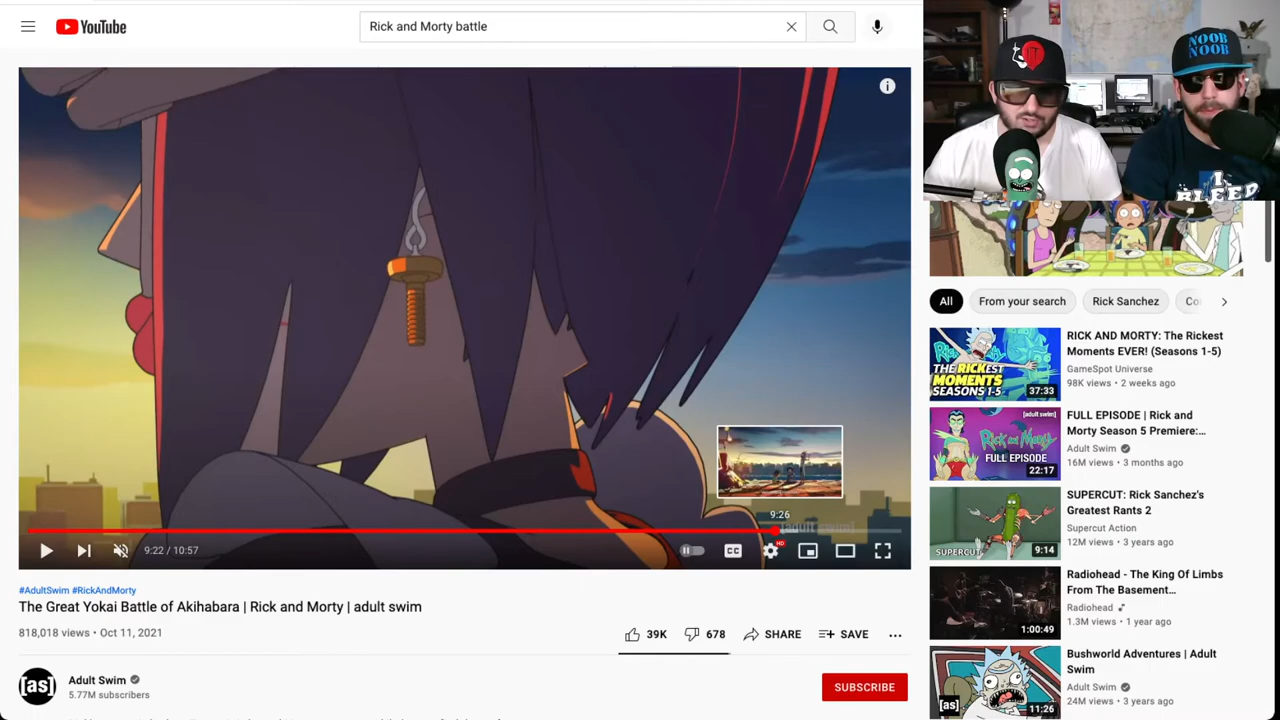 YouTube
Rick and Morty battle
NOOB
NOOB
I
BLEED
9:26
[adult swim]
HD
CC
9:22 / 10:57
#AdultSwim #RickAndMorty
The Great Yokai Battle of Akihabara | Rick and Morty | adult swim
818,018 views • Oct 11, 2021
39K
678
SHARE
SAVE
[as]
Adult Swim
5.77M subscribers
SUBSCRIBE
All
From your search
Rick Sanchez
Co
THE RICKEST
MOMENTS
SEASONS 1-5
37:33
RICK AND MORTY: The Rickest
Moments EVER! (Seasons 1-5)
GameSpot Universe
98K views • 2 weeks ago
[adult swim]
Rick and Morty
FULL EPISODE
22:17
FULL EPISODE | Rick and
Morty Season 5 Premiere:...
Adult Swim
16M views • 3 months ago
SUPERCUT
9:14
SUPERCUT: Rick Sanchez's
Greatest Rants 2
Supercut Action
12M views • 3 years ago
1:00:49
Radiohead - The King Of Limbs
From The Basement...
Radiohead
1.3M views • 1 year ago
[as]
11:26
Bushworld Adventures | Adult
Swim
Adult Swim
24M views • 3 years ago